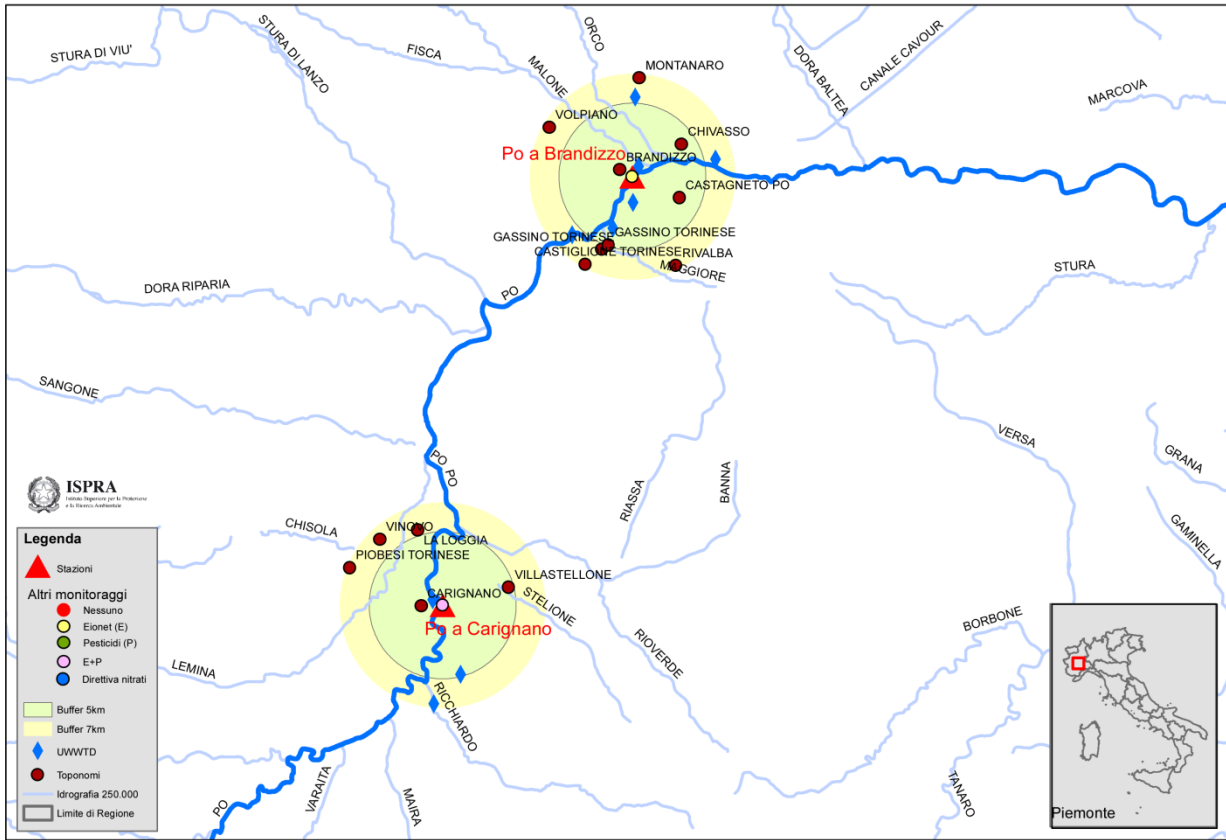 STURA DI VIU'
STURA DI LANZO
FISCA
MALONE
ORCO
MONTANARO
DORA BALTEA
CANALE CAVOUR
MARCOVA
VOLPIANO
CHIVASSO
Po a Brandizzo
BRANDIZZO
CASTAGNETO PO
GASSINO TORINESE
GASSINO TORINESE
CASTIGLIONE TORINESE
RIVALBA
MAGGIORE
STURA
DORA RIPARIA
PO
SANGONE
VERSA
GRANA
PO
PO
BANNA
RIASSA
GAMINELLA
ISPRA
Istituto Superiore per la Protezione
e la Ricerca Ambientale
CHISOLA
VINOVO
LA LOGGIA
PIOBESI TORINESE
VILLASTELLONE
STELIONE
CARIGNANO
Po a Carignano
RIOVERDE
BORBONE
LEMINA
RICCHIARDO
VARAITA
MAIRA
PO
TANARO
Legenda
Stazioni
Altri monitoraggi
Nessuno
Eionet (E)
Pesticidi (P)
E+P
Direttiva nitrati
Buffer 5km
Buffer 7km
UWWTD
Toponomi
Idrografia 250.000
Limite di Regione
Piemonte